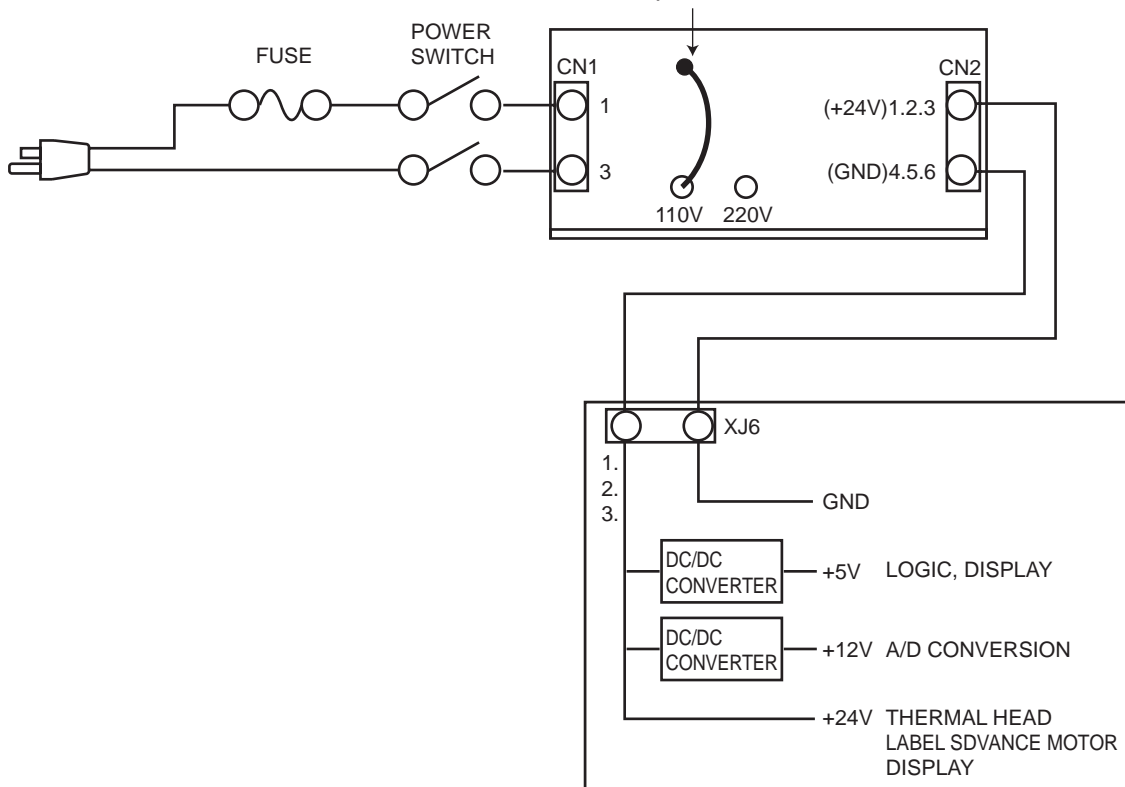 FUSE
POWER
SWITCH
CN1
1
3
110V
220V
CN2
(+24V)1.2.3
(GND)4.5.6
XJ6
1.
2.
3.
GND
DC/DC
CONVERTER
+5V LOGIC, DISPLAY
DC/DC
CONVERTER
+12V A/D CONVERSION
+24V THERMAL HEAD
LABEL SDVANCE MOTOR
DISPLAY